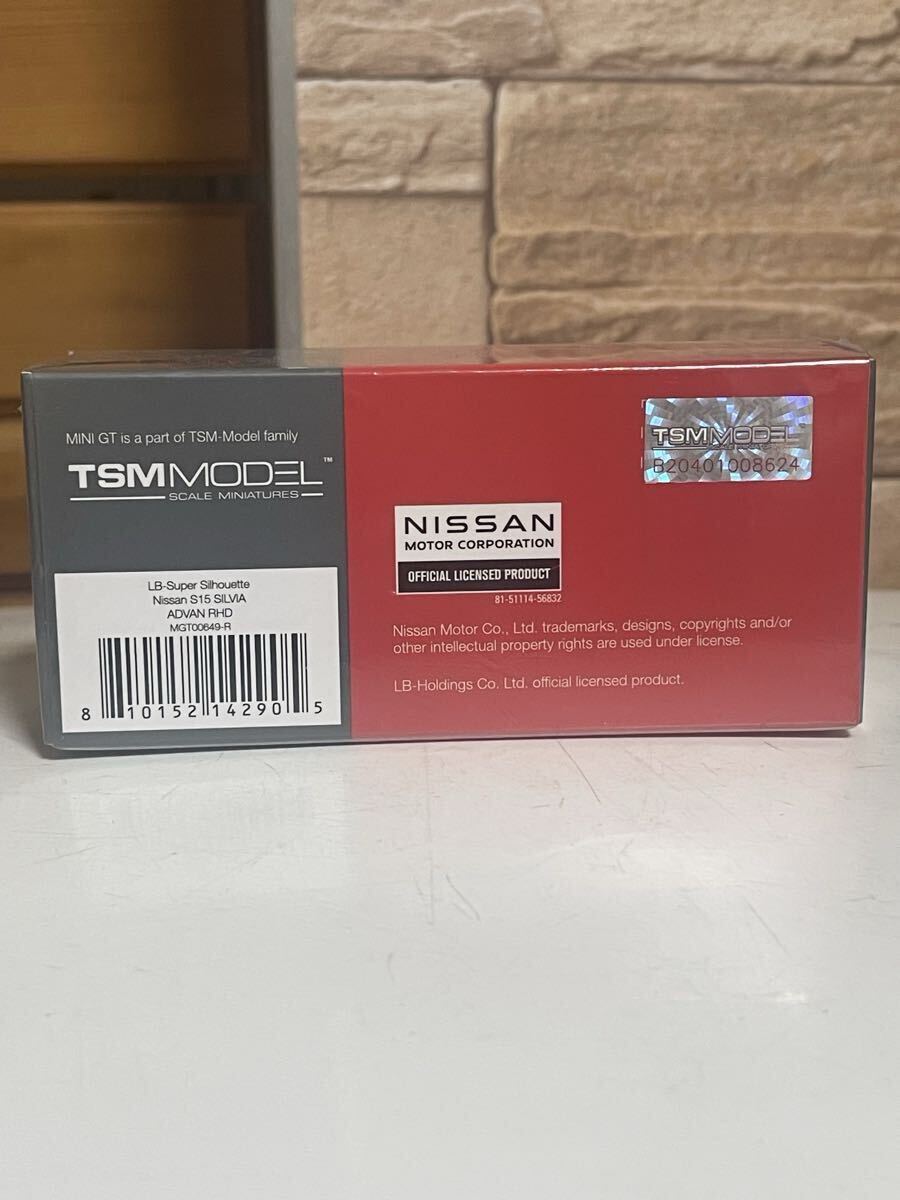 MINI GT is a part of TSM-Model family
TSMMODEL™
SCALE MINIATURES
LB-Super Silhouette
Nissan S15 SILVIA
ADVAN RHD
MGT00649-R
8 10152 14290 5
TSMMODEL
B20401008624
NISSAN
MOTOR CORPORATION
OFFICIAL LICENSED PRODUCT
81-51114-56832
Nissan Motor Co., Ltd. trademarks, designs, copyrights and/or
other intellectual property rights are used under license.
LB-Holdings Co. Ltd. official licensed product.